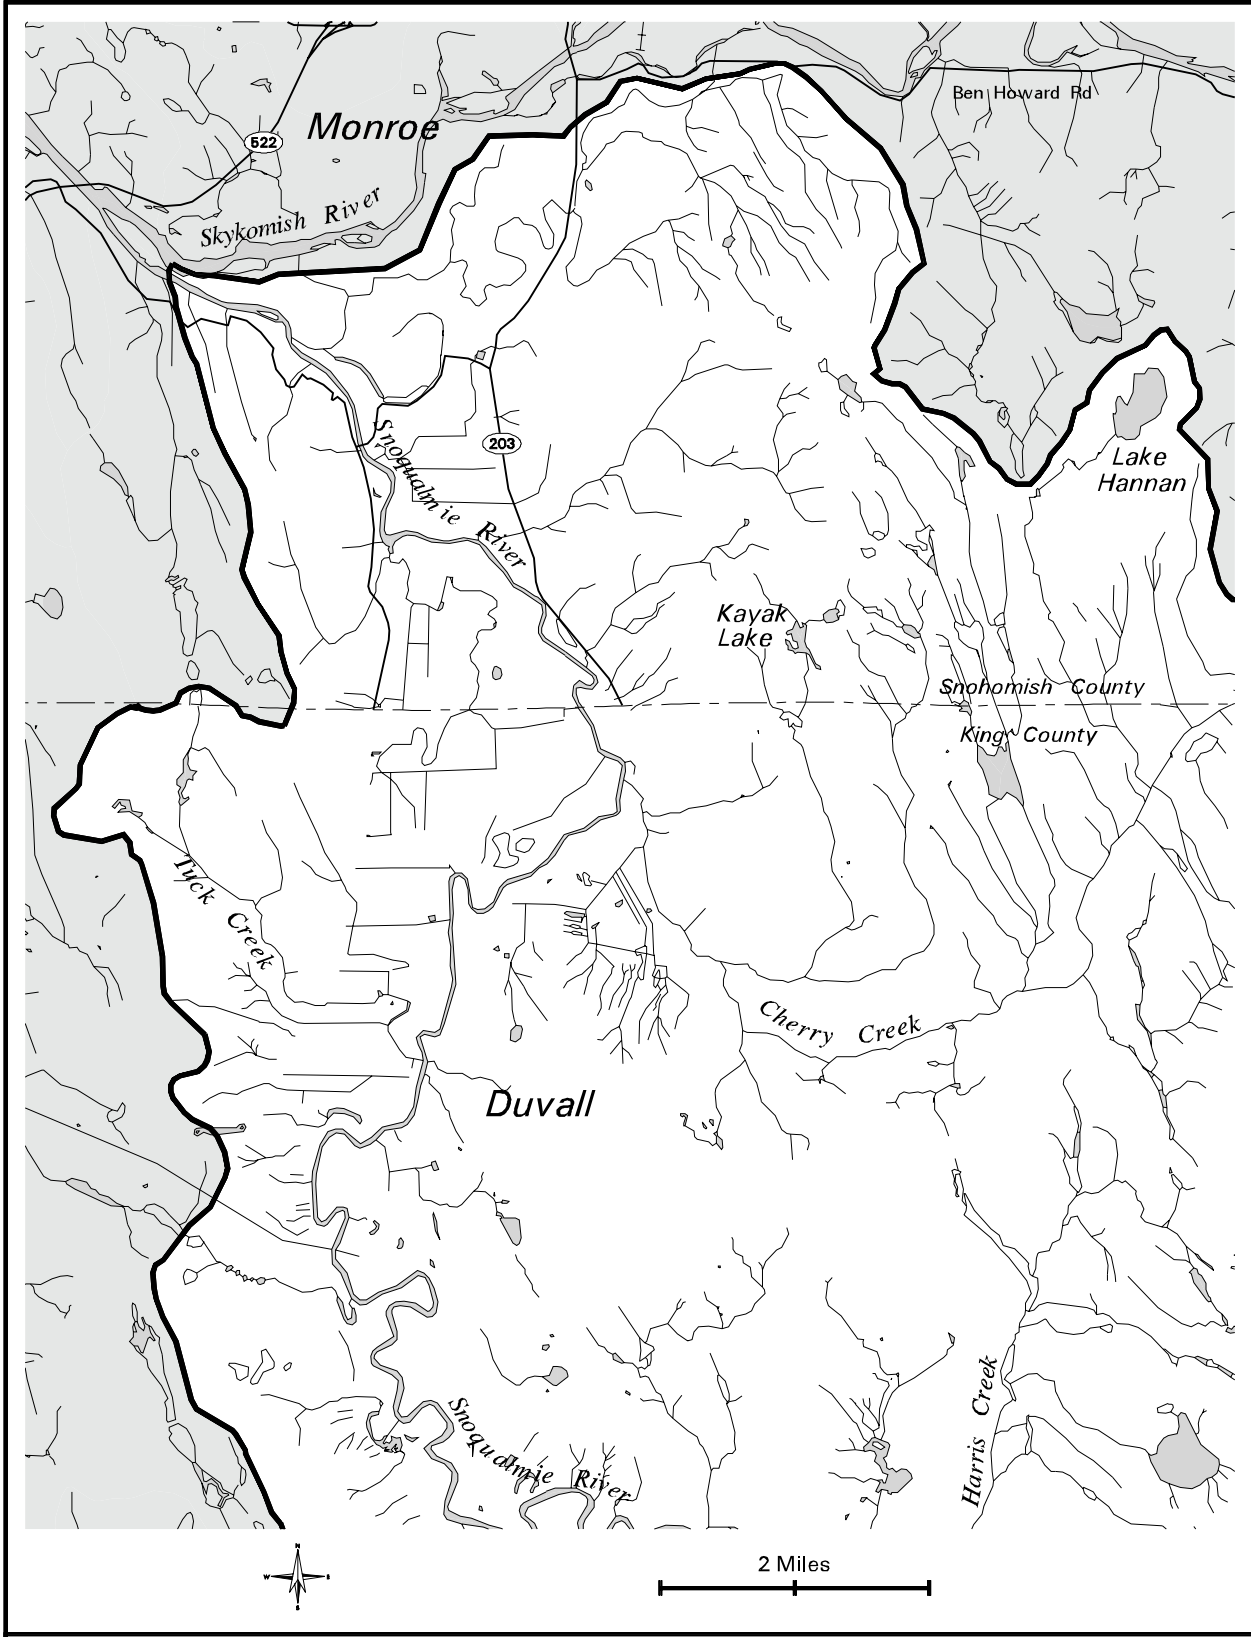 Ben Howard Rd
Monroe
522
Skykomish River
203
Snoqualmie River
Lake
Hannan
Kayak
Lake
Snohomish County
King County
Tuck Creek
Cherry Creek
Duvall
Harris Creek
Snoqualmie River
N
W
S
2 Miles